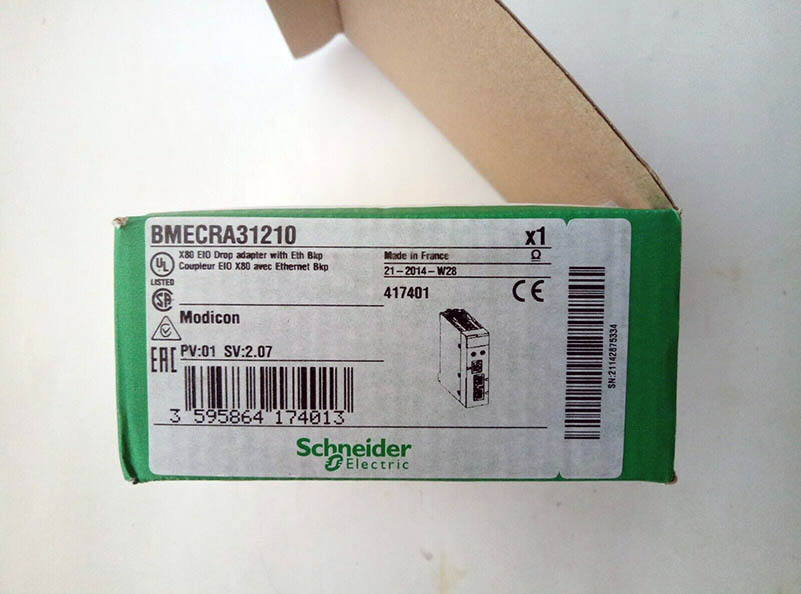 BMECRA31210 x1
X80 EIO Drop adapter with Eth Bkp
Coupleur EIO X80 avec Ethernet Bkp
Made in France Ω
21-2014-W28
417401 CE
UL
LISTED
SA
Modicon
EAC
PV:01 SV:2.07
3 595864 174013
Schneider
Electric
SN:21142875334